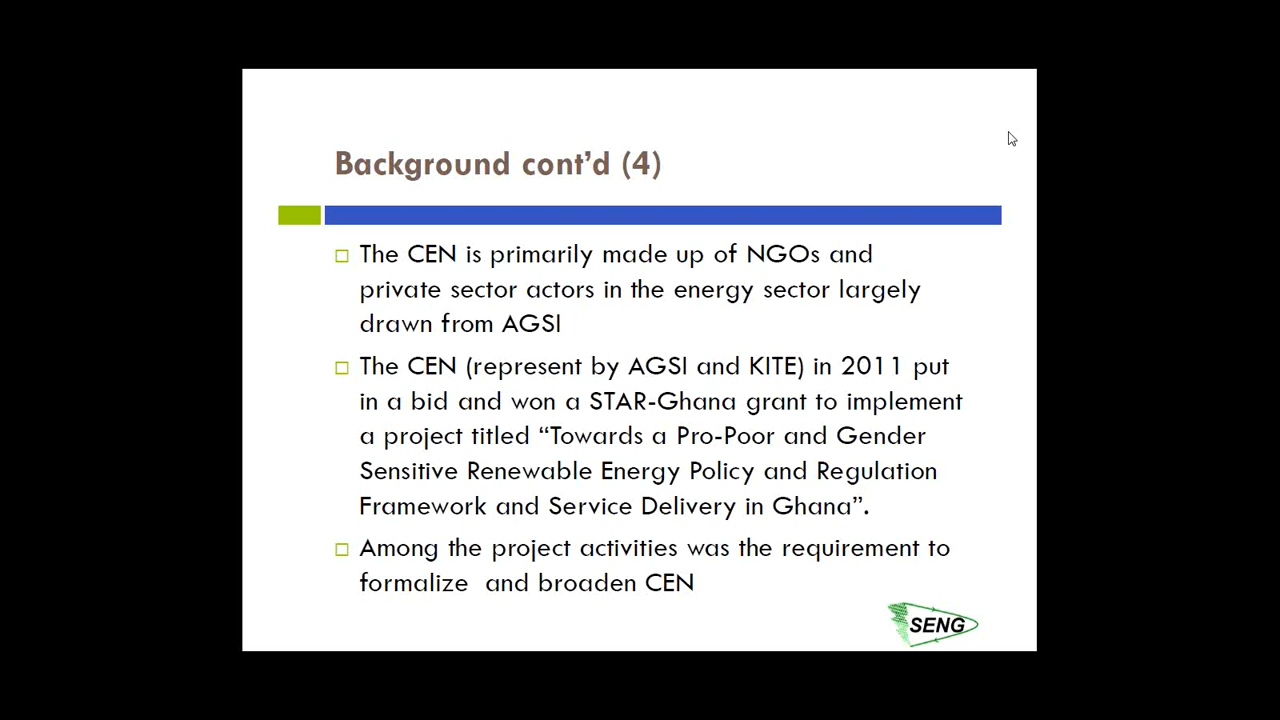 Background cont’d (4)
The CEN is primarily made up of NGOs and
private sector actors in the energy sector largely
drawn from AGSI
The CEN (represent by AGSI and KITE) in 2011 put
in a bid and won a STAR-Ghana grant to implement
a project titled “Towards a Pro-Poor and Gender
Sensitive Renewable Energy Policy and Regulation
Framework and Service Delivery in Ghana”.
Among the project activities was the requirement to
formalize  and broaden CEN
SENG